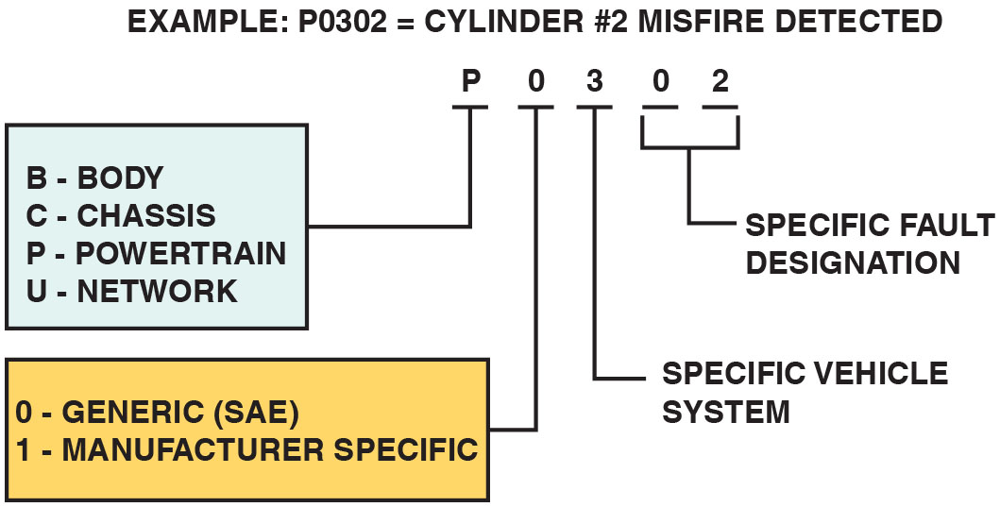 EXAMPLE: P0302 = CYLINDER #2 MISFIRE DETECTED
P 0 3 0 2
B - BODY
C - CHASSIS
P - POWERTRAIN
U - NETWORK
SPECIFIC FAULT
DESIGNATION
0 - GENERIC (SAE)
1 - MANUFACTURER SPECIFIC
SPECIFIC VEHICLE
SYSTEM